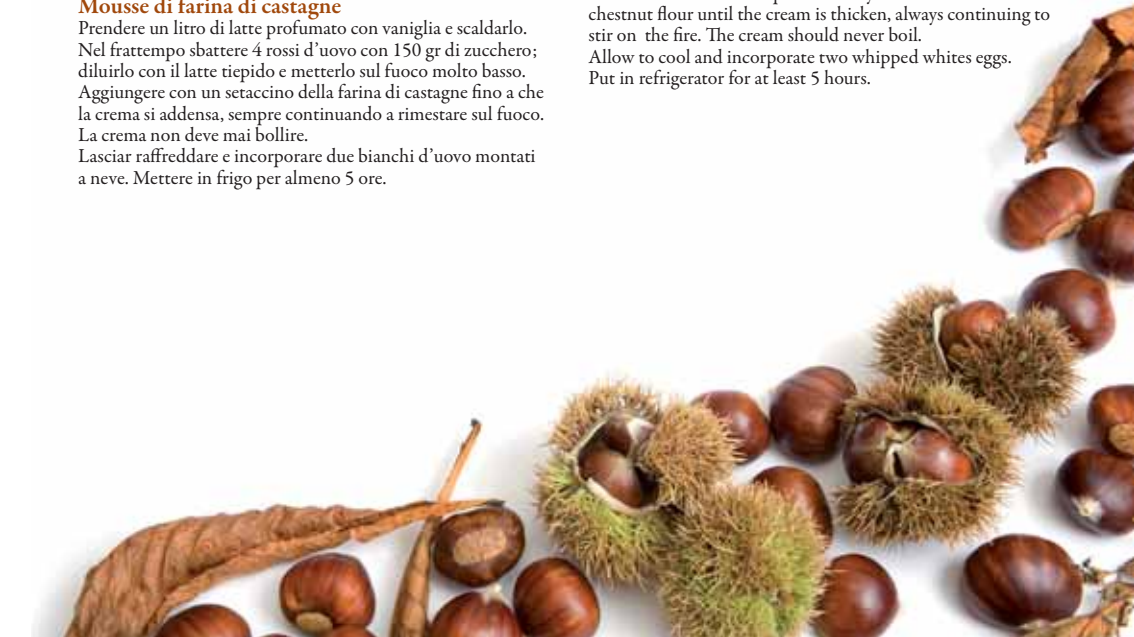 Mousse di farina di castagne
Prendere un litro di latte profumato con vaniglia e scaldarlo.
Nel frattempo sbattere 4 rossi d'uovo con 150 gr di zucchero;
diluirlo con il latte tiepido e metterlo sul fuoco molto basso.
Aggiungere con un setaccino della farina di castagne fino a che
la crema si addensa, sempre continuando a rimestare sul fuoco.
La crema non deve mai bollire.
Lasciar raffreddare e incorporare due bianchi d'uovo montati
a neve. Mettere in frigo per almeno 5 ore.
chestnut flour until the cream is thicken, always continuing to
stir on  the fire. The cream should never boil.
Allow to cool and incorporate two whipped whites eggs.
Put in refrigerator for at least 5 hours.